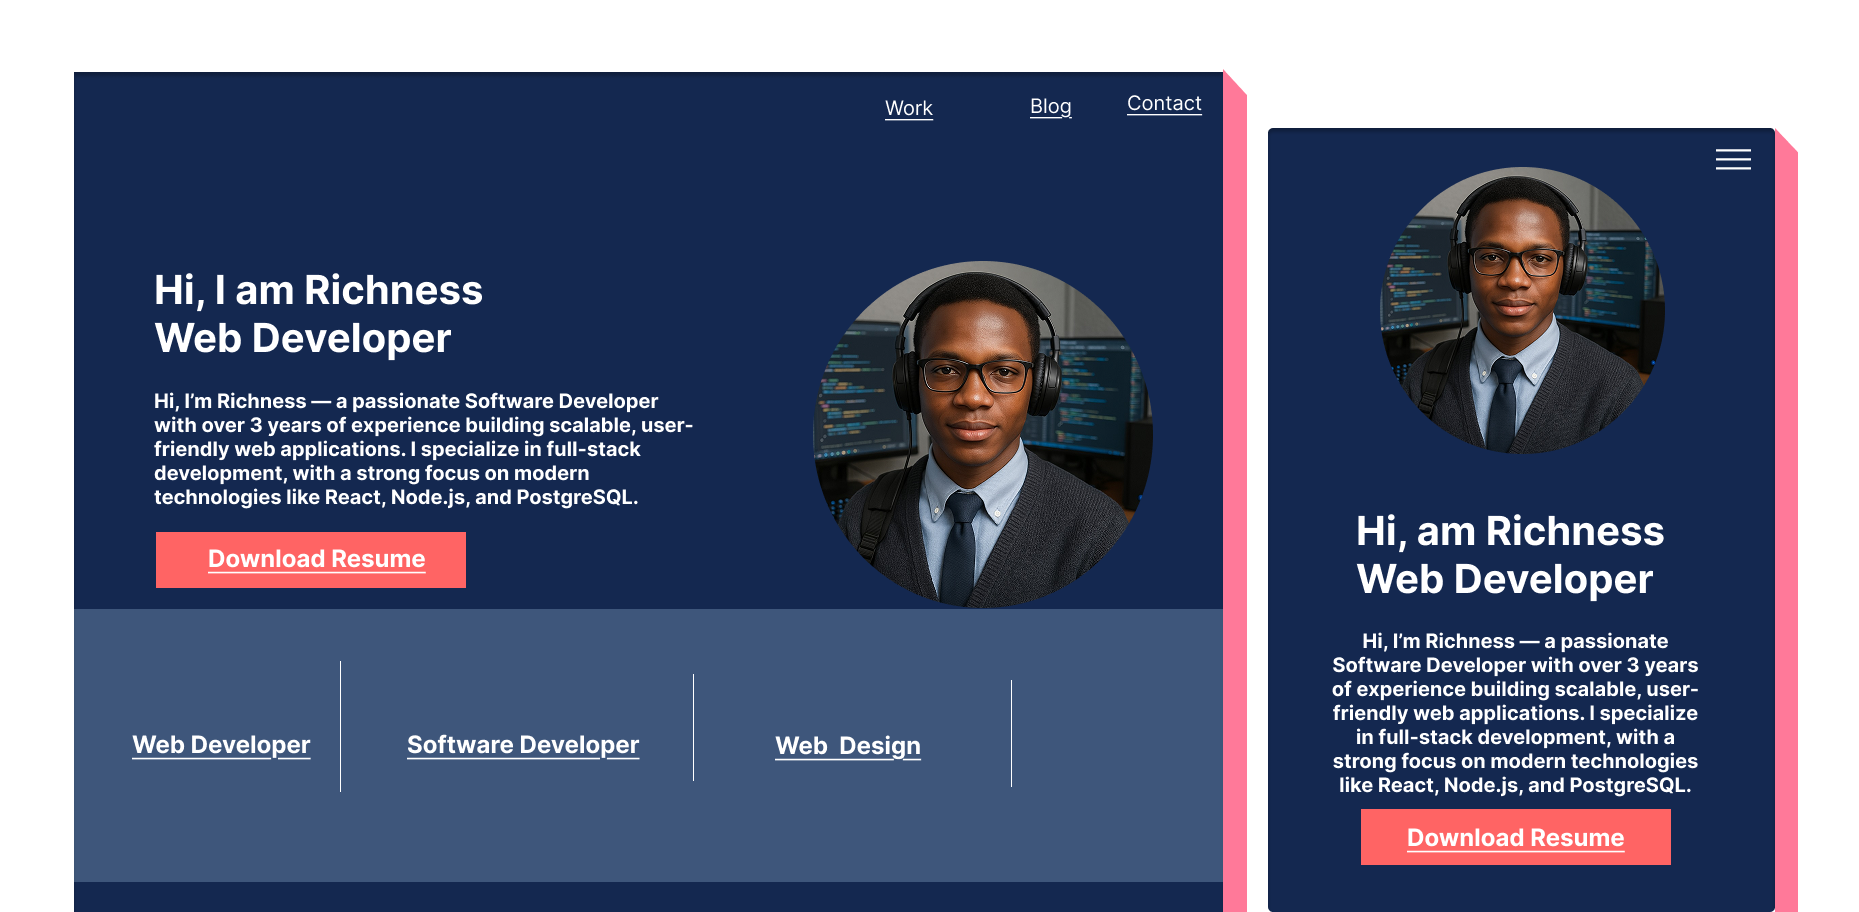 Work
Blog
Contact
Hi, I am Richness
Web Developer
Hi, I’m Richness — a passionate Software Developer
with over 3 years of experience building scalable, user-
friendly web applications. I specialize in full-stack
development, with a strong focus on modern
technologies like React, Node.js, and PostgreSQL.
Download Resume
Web Developer
Software Developer
Web  Design
Hi, am Richness
Web Developer
Hi, I’m Richness — a passionate
Software Developer with over 3 years
of experience building scalable, user-
friendly web applications. I specialize
in full-stack development, with a
strong focus on modern technologies
like React, Node.js, and PostgreSQL.
Download Resume